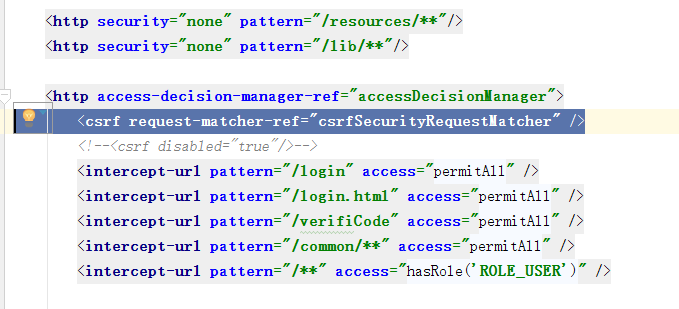 <http security="none" pattern="/resources/**"/>
<http security="none" pattern="/lib/**"/>
<http access-decision-manager-ref="accessDecisionManager">
<csrf request-matcher-ref="csrfSecurityRequestMatcher" />
<!--<csrf disabled="true"/>-->
<intercept-url pattern="/login" access="permitAll" />
<intercept-url pattern="/login.html" access="permitAll" />
<intercept-url pattern="/verifiCode" access="permitAll" />
<intercept-url pattern="/common/**" access="permitAll" />
<intercept-url pattern="/**" access="hasRole('ROLE_USER')" />